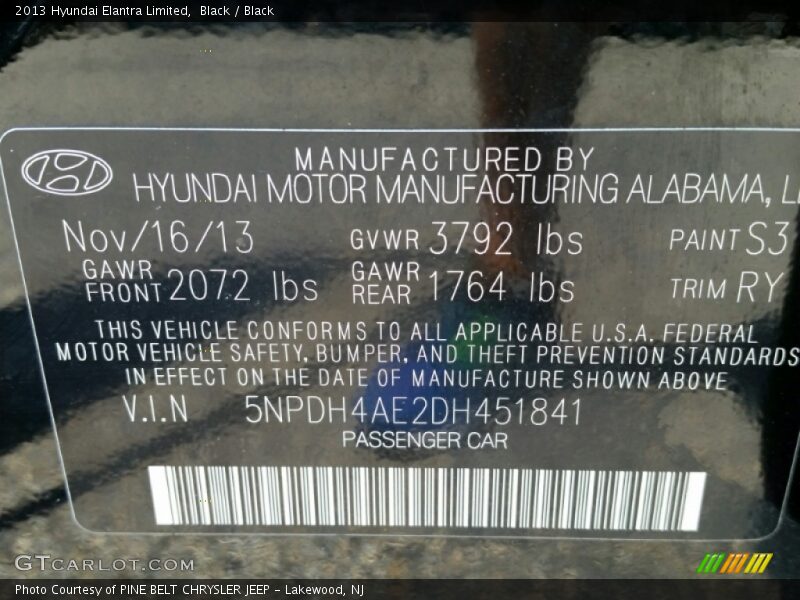 2013 Hyundai Elantra Limited, Black / Black
MANUFACTURED BY
HYUNDAI MOTOR MANUFACTURING ALABAMA, L
Nov/16/13 GVWR 3792 lbs PAINT S3
GAWR FRONT 2072 lbs GAWR REAR 1764 lbs TRIM RY
THIS VEHICLE CONFORMS TO ALL APPLICABLE U.S.A. FEDERAL
MOTOR VEHICLE SAFETY, BUMPER, AND THEFT PREVENTION STANDARDS
IN EFFECT ON THE DATE OF MANUFACTURE SHOWN ABOVE
V.I.N 5NPDH4AE2DH451841
PASSENGER CAR
GTCARLOT.COM
Photo Courtesy of PINE BELT CHRYSLER JEEP - Lakewood, NJ